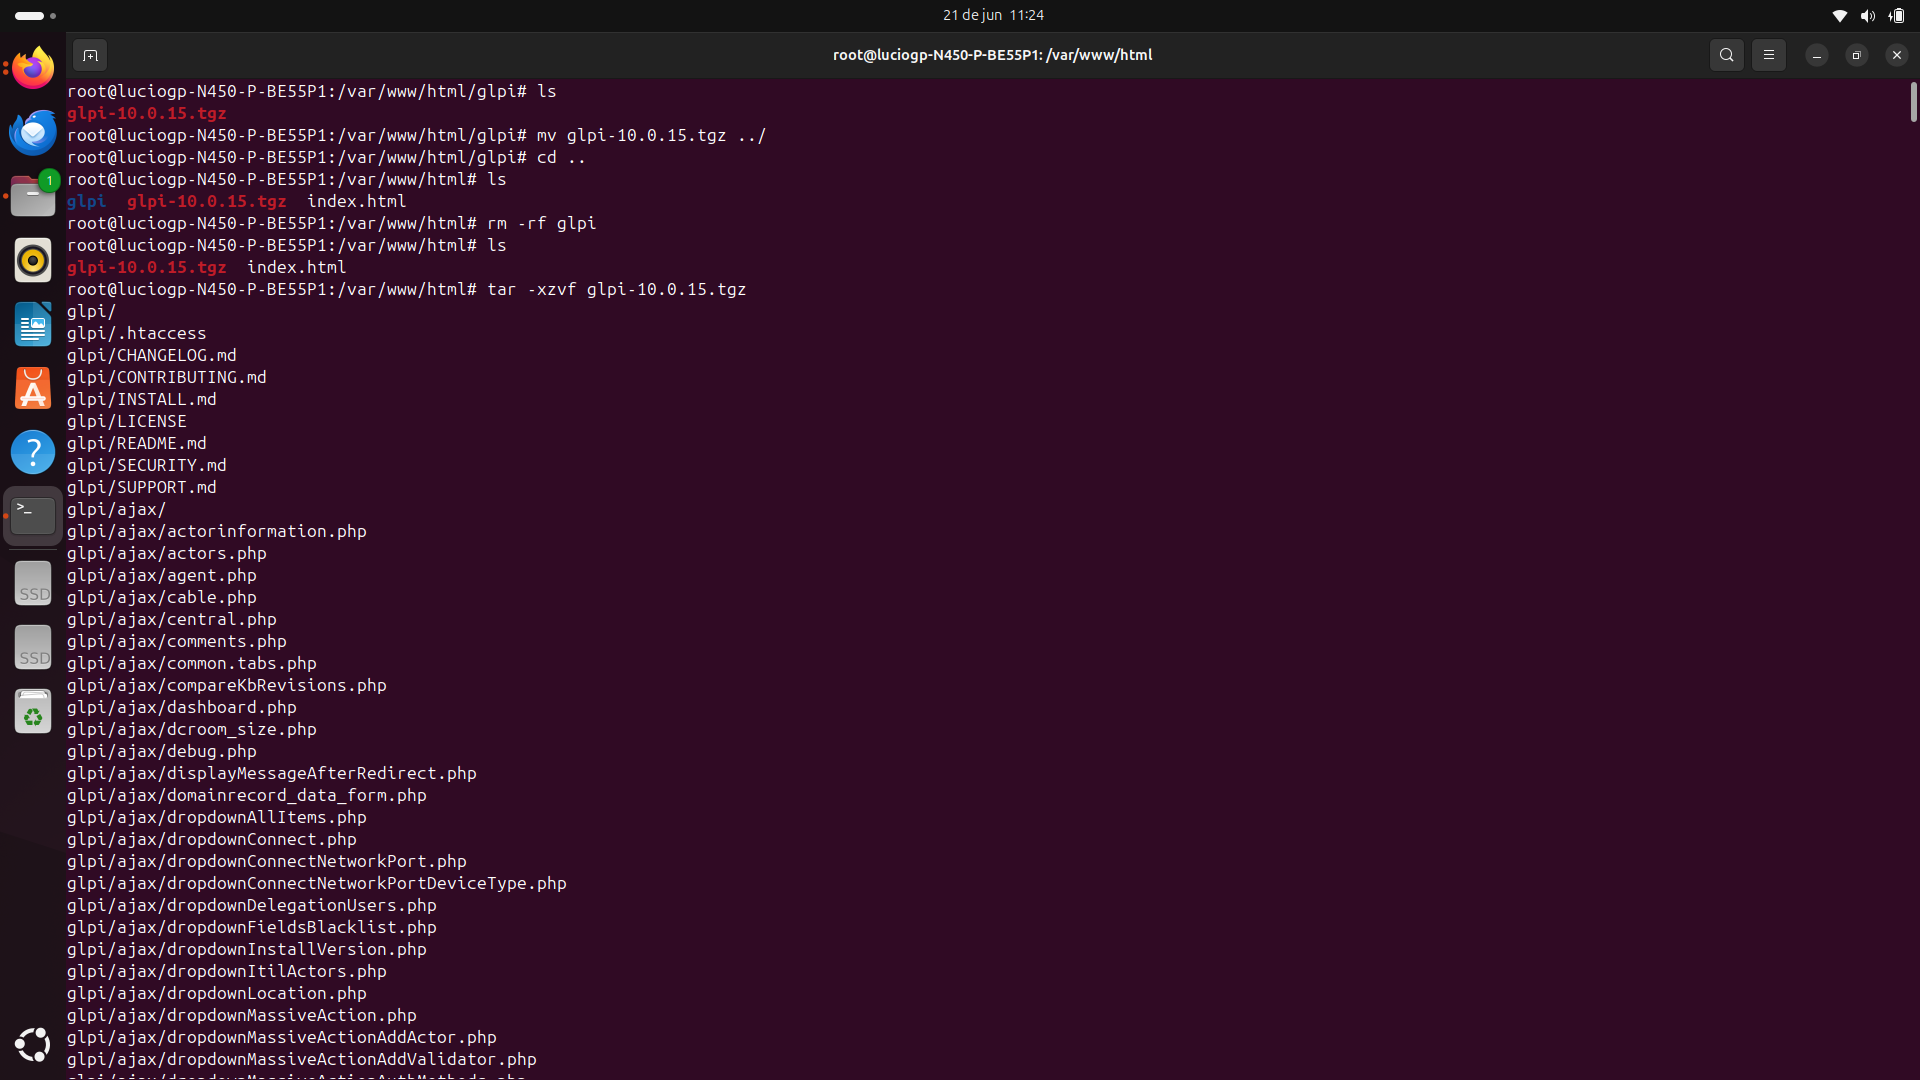 21 de jun 11:24
root@luciogp-N450-P-BE55P1: /var/www/html
root@luciogp-N450-P-BE55P1:/var/www/html/glpi# ls
glpi-10.0.15.tgz
root@luciogp-N450-P-BE55P1:/var/www/html/glpi# mv glpi-10.0.15.tgz ../
root@luciogp-N450-P-BE55P1:/var/www/html/glpi# cd ..
root@luciogp-N450-P-BE55P1:/var/www/html# ls
glpi  glpi-10.0.15.tgz  index.html
root@luciogp-N450-P-BE55P1:/var/www/html# rm -rf glpi
root@luciogp-N450-P-BE55P1:/var/www/html# ls
glpi-10.0.15.tgz  index.html
root@luciogp-N450-P-BE55P1:/var/www/html# tar -xzvf glpi-10.0.15.tgz
glpi/
glpi/.htaccess
glpi/CHANGELOG.md
glpi/CONTRIBUTING.md
glpi/INSTALL.md
glpi/LICENSE
glpi/README.md
glpi/SECURITY.md
glpi/SUPPORT.md
glpi/ajax/
glpi/ajax/actorinformation.php
glpi/ajax/actors.php
glpi/ajax/agent.php
glpi/ajax/cable.php
glpi/ajax/central.php
glpi/ajax/comments.php
glpi/ajax/common.tabs.php
glpi/ajax/compareKbRevisions.php
glpi/ajax/dashboard.php
glpi/ajax/dcroom_size.php
glpi/ajax/debug.php
glpi/ajax/displayMessageAfterRedirect.php
glpi/ajax/domainrecord_data_form.php
glpi/ajax/dropdownAllItems.php
glpi/ajax/dropdownConnect.php
glpi/ajax/dropdownConnectNetworkPort.php
glpi/ajax/dropdownConnectNetworkPortDeviceType.php
glpi/ajax/dropdownDelegationUsers.php
glpi/ajax/dropdownFieldsBlacklist.php
glpi/ajax/dropdownInstallVersion.php
glpi/ajax/dropdownItilActors.php
glpi/ajax/dropdownLocation.php
glpi/ajax/dropdownMassiveAction.php
glpi/ajax/dropdownMassiveActionAddActor.php
glpi/ajax/dropdownMassiveActionAddValidator.php
1
>_
SSD
SSD